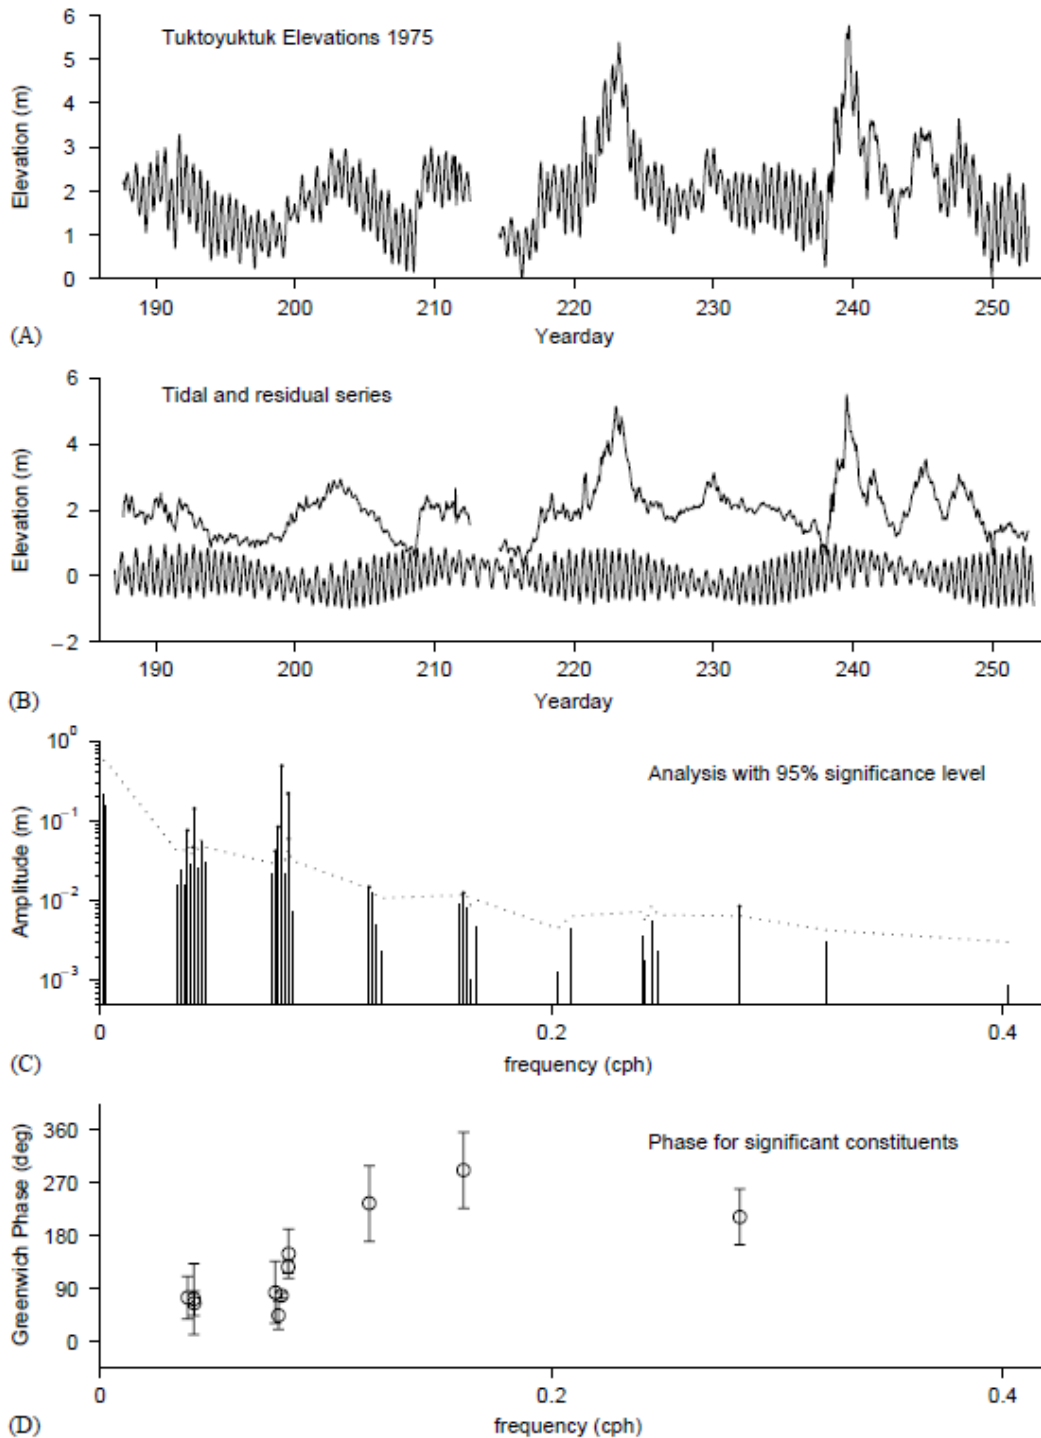 6
Tuktoyuktuk Elevations 1975
5
4
3
2
1
0
Elevation (m)
190 200 210 220 230 240 250
(A)
Yearday
6
Tidal and residual series
4
2
0
−2
Elevation (m)
190 200 210 220 230 240 250
(B)
Yearday
10^0
Analysis with 95% significance level
10^−1
10^−2
10^−3
Amplitude (m)
0 0.2 0.4
(C)
frequency (cph)
360
Phase for significant constituents
270
180
90
0
Greenwich Phase (deg)
0 0.2 0.4
(D)
frequency (cph)